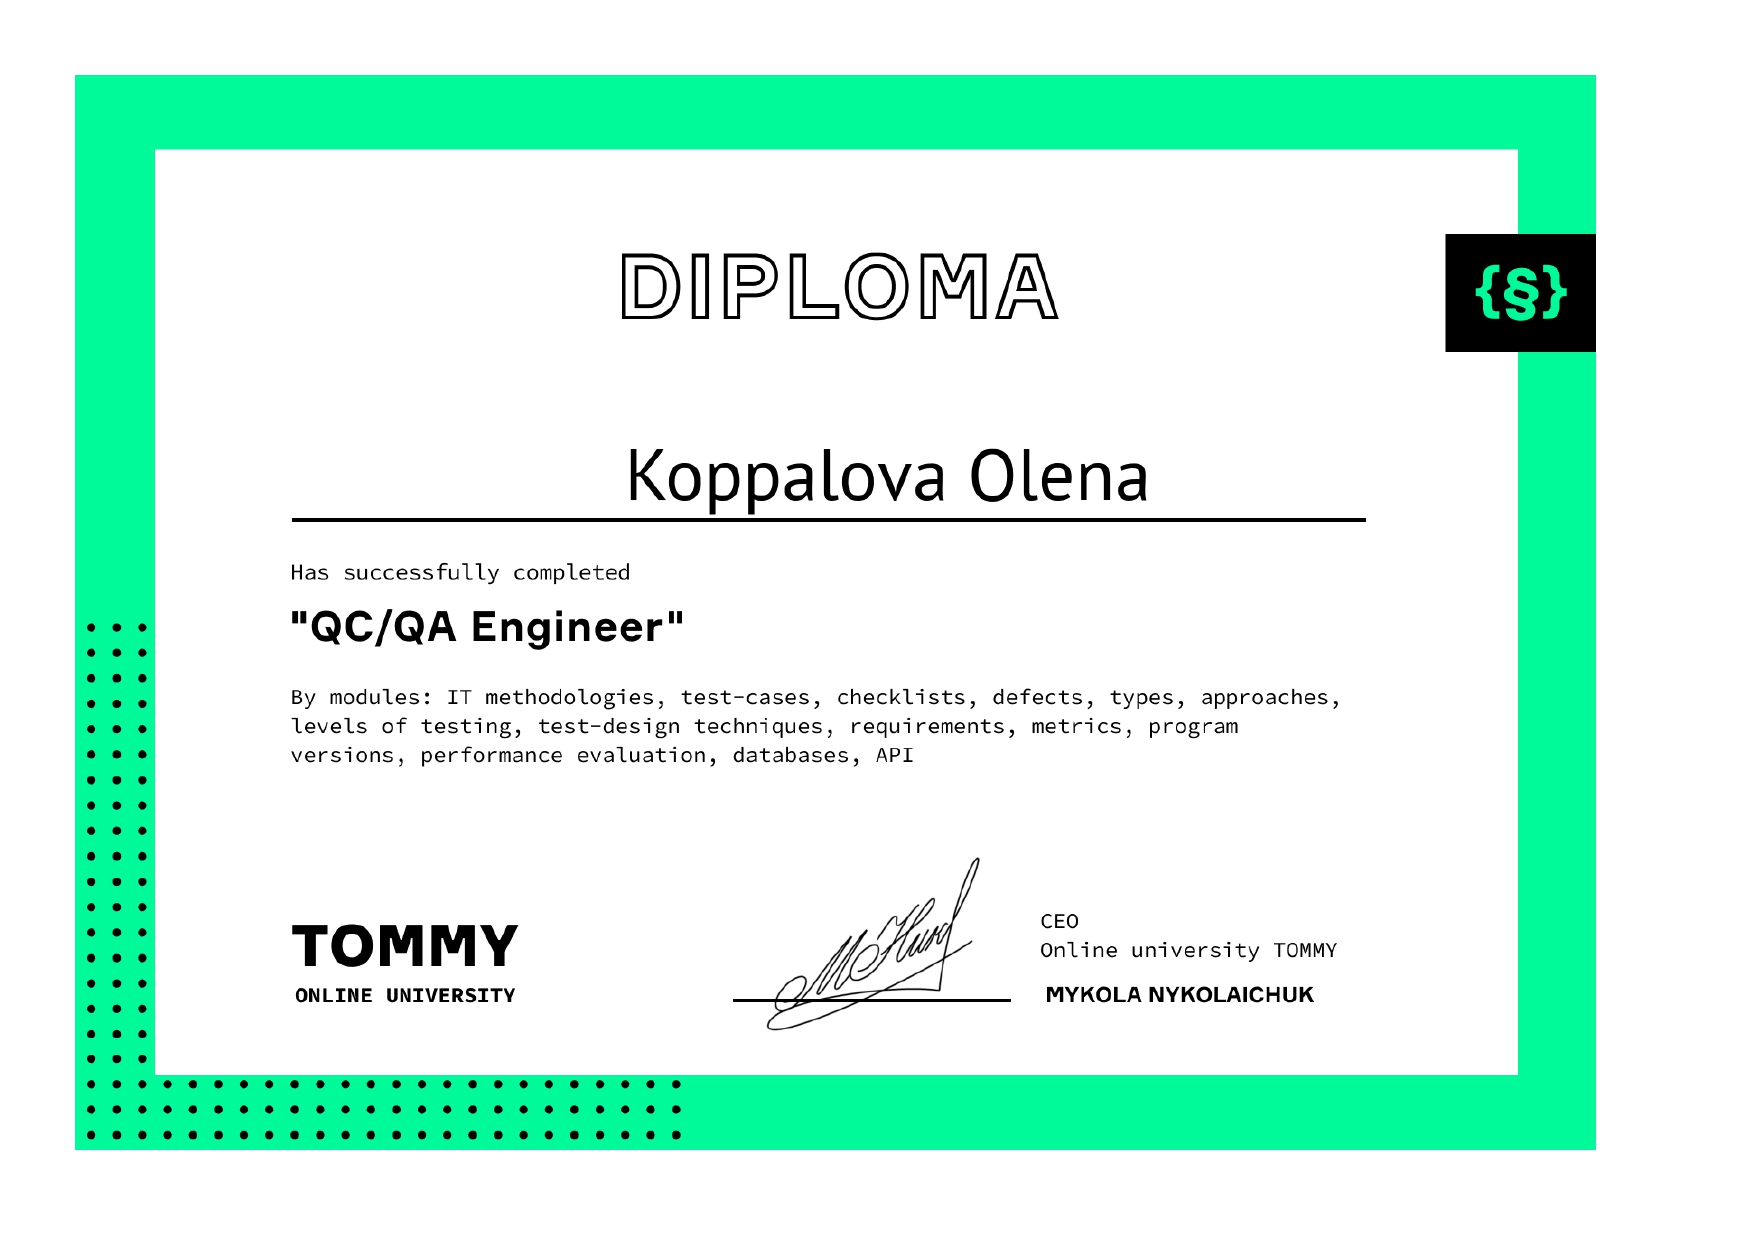 DIPLOMA
{§}
Koppalova Olena
Has successfully completed
"QC/QA Engineer"
By modules: IT methodologies, test-cases, checklists, defects, types, approaches,
levels of testing, test-design techniques, requirements, metrics, program
versions, performance evaluation, databases, API
TOMMY
ONLINE UNIVERSITY
CEO
Online university TOMMY
MYKOLA NYKOLAICHUK